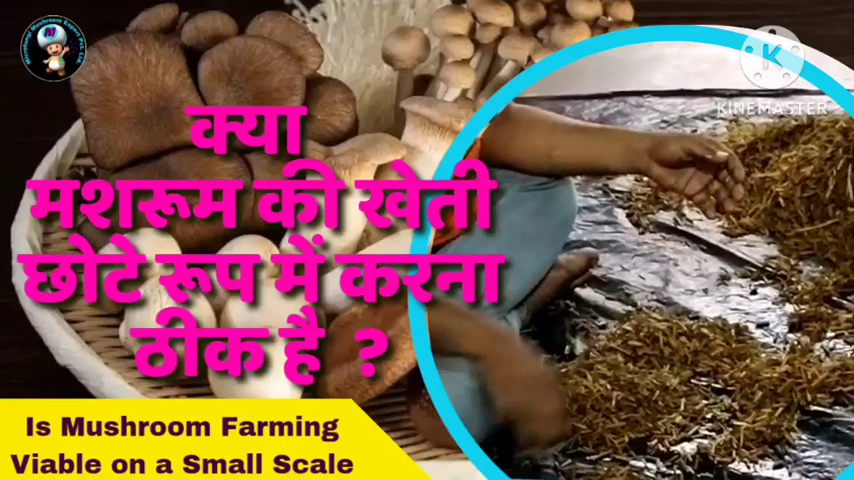 क्या
मशरूम की खेती
छोटे रूप में करना
ठीक है ?
Is Mushroom Farming
Viable on a Small Scale
K
KINEMASTER